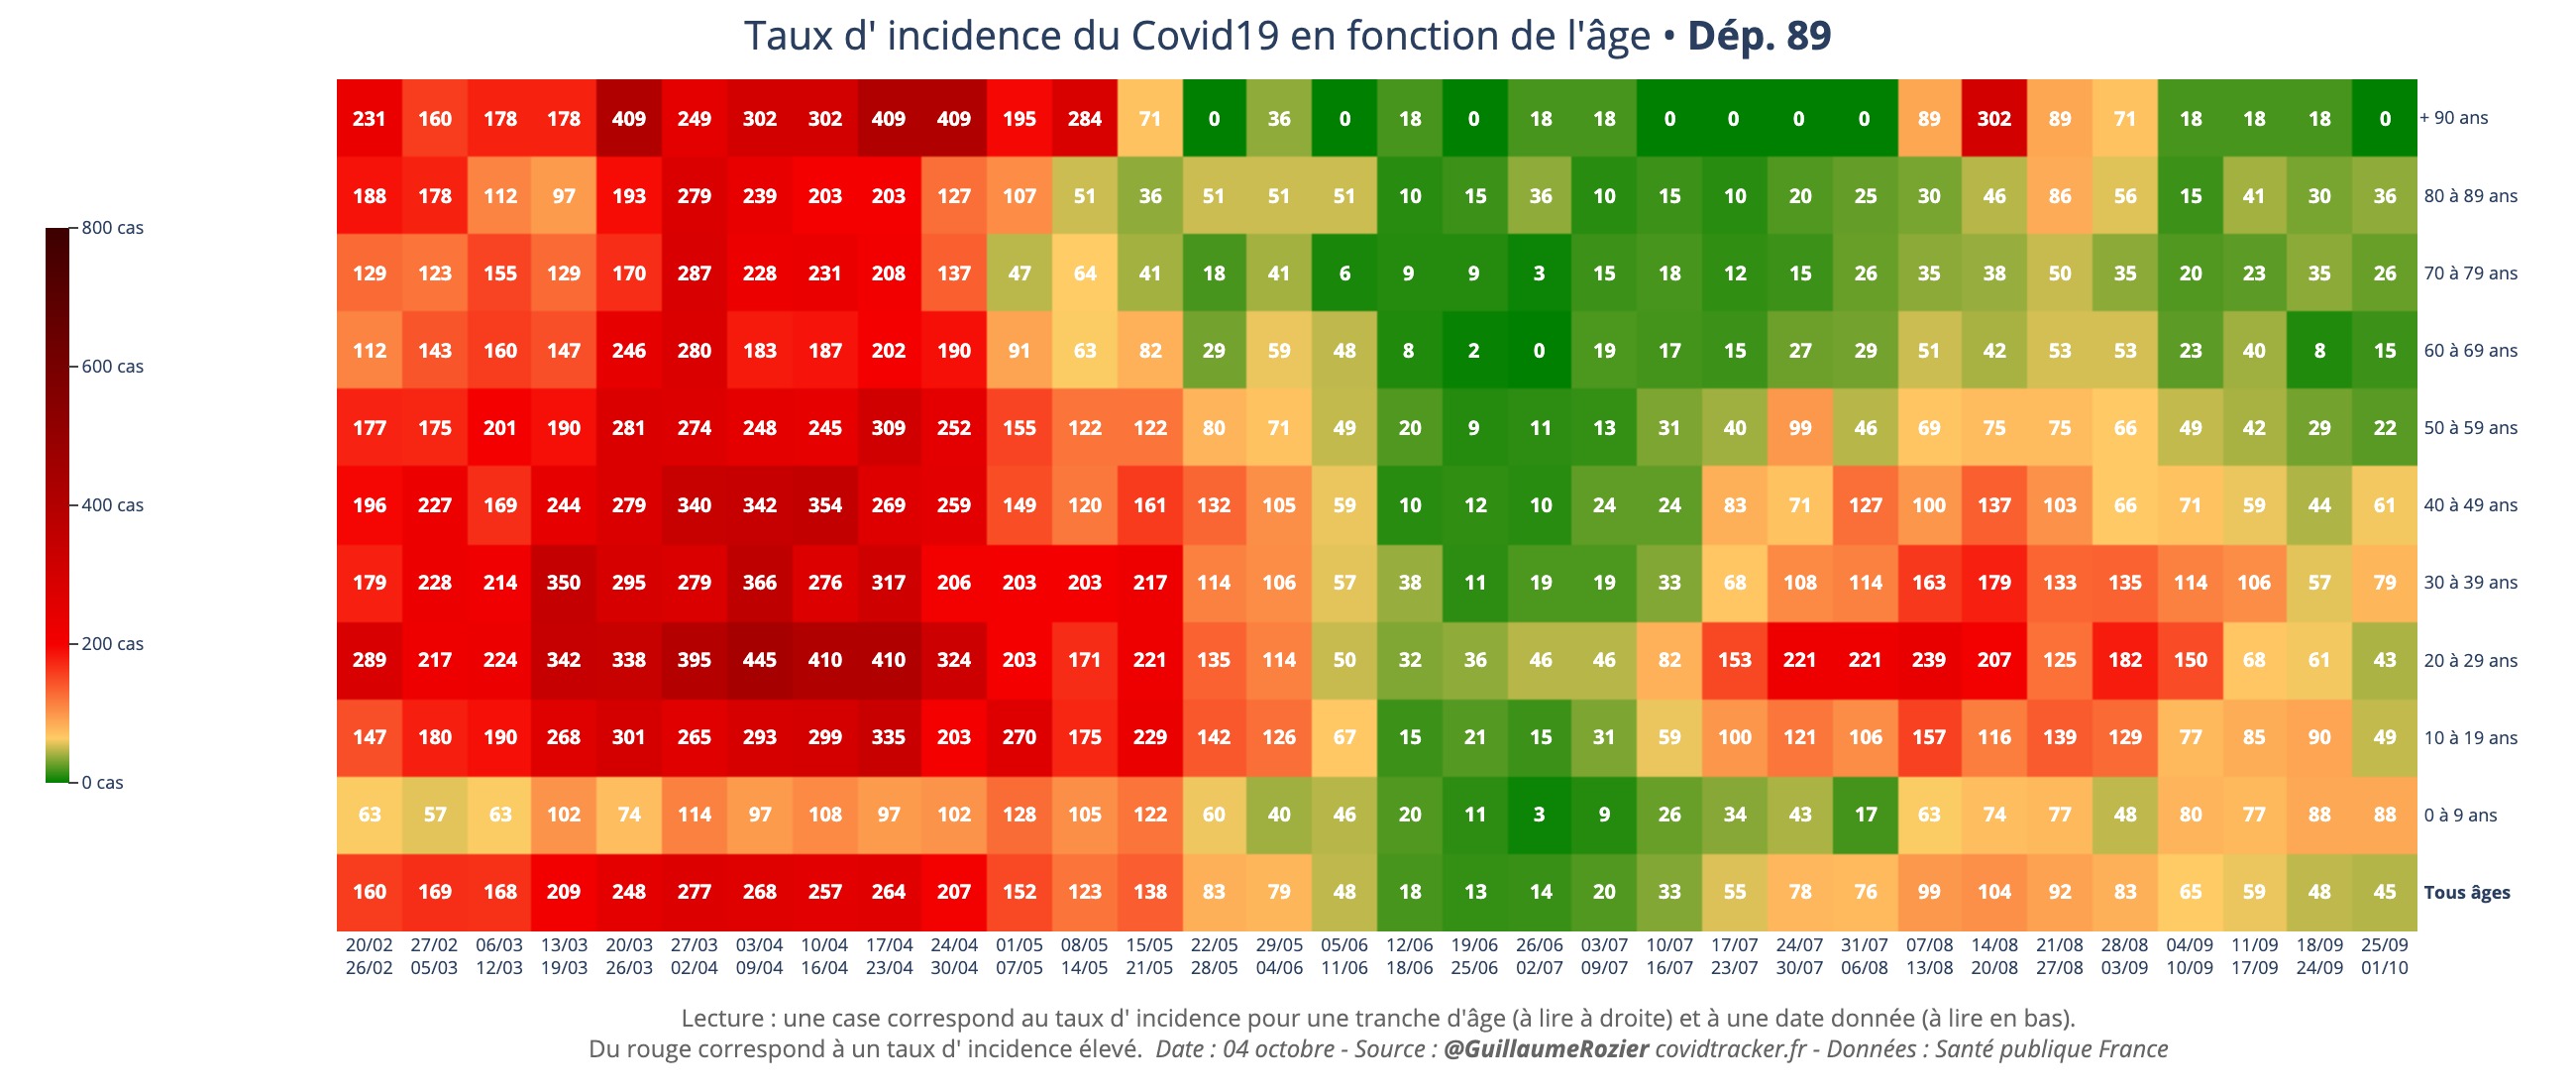 Taux d' incidence du Covid19 en fonction de l'âge • Dép. 89
231 160 178 178 409 249 302 302 409 409 195 284 71 0 36 0 18 0 18 18 0 0 0 0 89 302 89 71 18 18 18 0 + 90 ans
188 178 112 97 193 279 239 203 203 127 107 51 36 51 51 51 10 15 36 10 15 10 20 25 30 46 86 56 15 41 30 36 80 à 89 ans
800 cas
129 123 155 129 170 287 228 231 208 137 47 64 41 18 41 6 9 9 3 15 18 12 15 26 35 38 50 35 20 23 35 26 70 à 79 ans
112 143 160 147 246 280 183 187 202 190 91 63 82 29 59 48 8 2 0 19 17 15 27 29 51 42 53 53 23 40 8 15 60 à 69 ans
600 cas
177 175 201 190 281 274 248 245 309 252 155 122 122 80 71 49 20 9 11 13 31 40 99 46 69 75 75 66 49 42 29 22 50 à 59 ans
400 cas
196 227 169 244 279 340 342 354 269 259 149 120 161 132 105 59 10 12 10 24 24 83 71 127 100 137 103 66 71 59 44 61 40 à 49 ans
179 228 214 350 295 279 366 276 317 206 203 203 217 114 106 57 38 11 19 19 33 68 108 114 163 179 133 135 114 106 57 79 30 à 39 ans
200 cas
289 217 224 342 338 395 445 410 410 324 203 171 221 135 114 50 32 36 46 46 82 153 221 221 239 207 125 182 150 68 61 43 20 à 29 ans
147 180 190 268 301 265 293 299 335 203 270 175 229 142 126 67 15 21 15 31 59 100 121 106 157 116 139 129 77 85 90 49 10 à 19 ans
0 cas
63 57 63 102 74 114 97 108 97 102 128 105 122 60 40 46 20 11 3 9 26 34 43 17 63 74 77 48 80 77 88 88 0 à 9 ans
160 169 168 209 248 277 268 257 264 207 152 123 138 83 79 48 18 13 14 20 33 55 78 76 99 104 92 83 65 59 48 45 Tous âges
20/02 27/02 06/03 13/03 20/03 27/03 03/04 10/04 17/04 24/04 01/05 08/05 15/05 22/05 29/05 05/06 12/06 19/06 26/06 03/07 10/07 17/07 24/07 31/07 07/08 14/08 21/08 28/08 04/09 11/09 18/09 25/09
26/02 05/03 12/03 19/03 26/03 02/04 09/04 16/04 23/04 30/04 07/05 14/05 21/05 28/05 04/06 11/06 18/06 25/06 02/07 09/07 16/07 23/07 30/07 06/08 13/08 20/08 27/08 03/09 10/09 17/09 24/09 01/10
Lecture : une case correspond au taux d' incidence pour une tranche d'âge (à lire à droite) et à une date donnée (à lire en bas).
Du rouge correspond à un taux d' incidence élevé. Date : 04 octobre - Source : @GuillaumeRozier covidtracker.fr - Données : Santé publique France